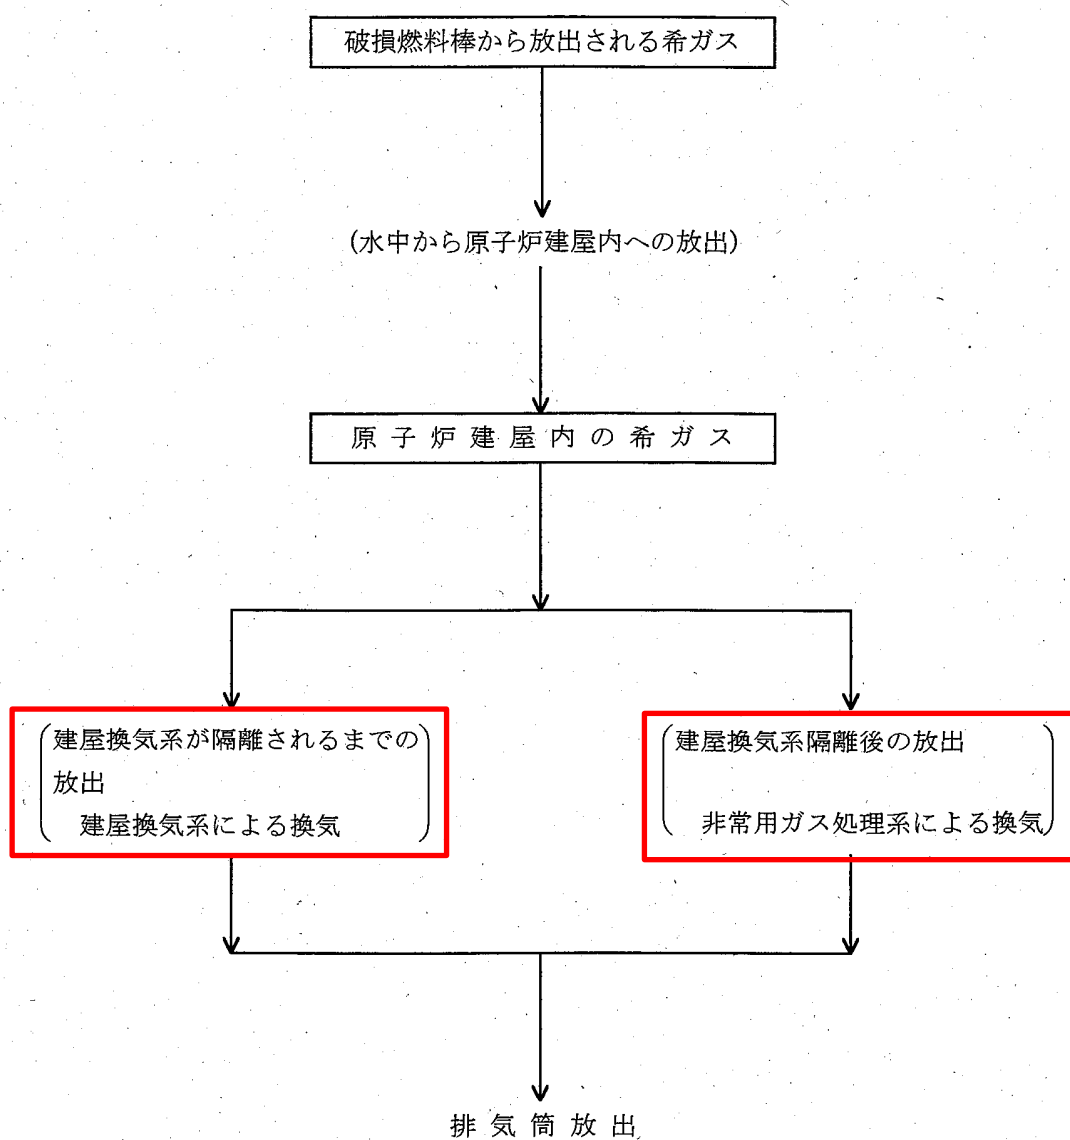 破損燃料棒から放出される希ガス
(水中から原子炉建屋内への放出)
原子炉建屋内の希ガス
建屋換気系が隔離されるまでの
放出
建屋換気系による換気
建屋換気系隔離後の放出
非常用ガス処理系による換気
排気筒放出